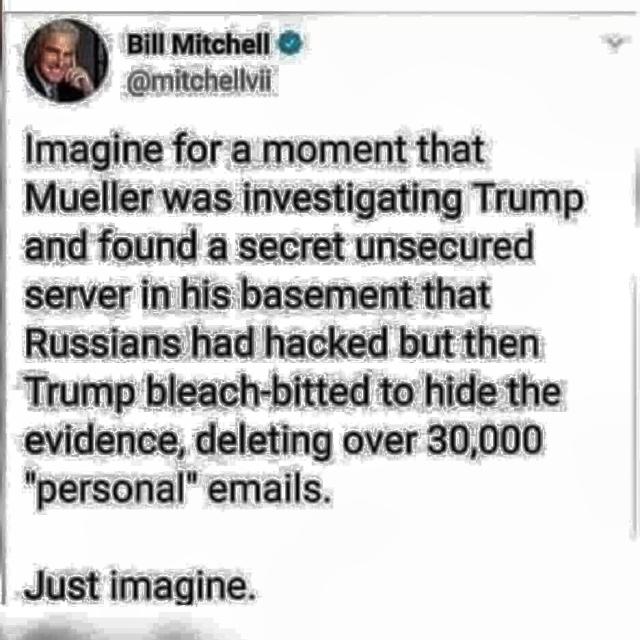 Bill Mitchell
@mitchellvii
Imagine for a moment that
Mueller was investigating Trump
and found a secret unsecured
server in his basement that
Russians had hacked but then
Trump bleach-bitted to hide the
evidence, deleting over 30,000
"personal" emails.
Just imagine.